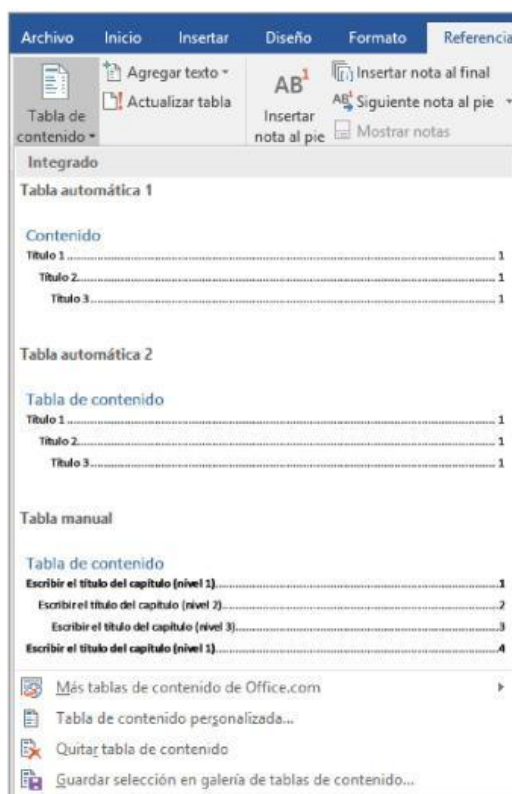 Archivo Inicio Insertar Diseño Formato Referencia
Agregar texto
Actualizar tabla
Tabla de
contenido
AB1
Insertar
nota al pie
Insertar nota al final
AB1 Siguiente nota al pie
Mostrar notas
Integrado
Tabla automática 1
Contenido
Título 1 1
Título 2 1
Título 3 1
Tabla automática 2
Tabla de contenido
Título 1 1
Título 2 1
Título 3 1
Tabla manual
Tabla de contenido
Escribir el título del capítulo (nivel 1) 1
Escribir el título del capítulo (nivel 2) 2
Escribir el título del capítulo (nivel 3) 3
Escribir el título del capítulo (nivel 1) 4
Más tablas de contenido de Office.com
Tabla de contenido personalizada...
Quitar tabla de contenido
Guardar selección en galería de tablas de contenido...